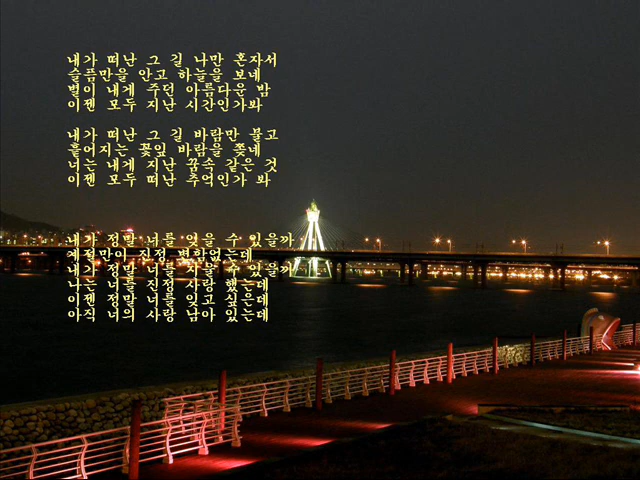 내가 떠난 그 길 나만 혼자서
슬픔만을 안고 하늘을 보네
별이 내게 주던 아름다운 밤
이젠 모두 지난 시간인가봐
내가 떠난 그 길 바람만 불고
흩어지는 꽃잎 바람을 쫓네
너는 내게 지난 꿈속 같은 것
이젠 모두 떠난 추억인가 봐
내가 정말 너를 잊을 수 있을까
계절만이 진정 변함없는데
내가 정말 너를 지울 수 있을까
나는 너를 진정 사랑 했는데
이젠 정말 너를 잊고 싶은데
아직 너의 사랑 남아 있는데